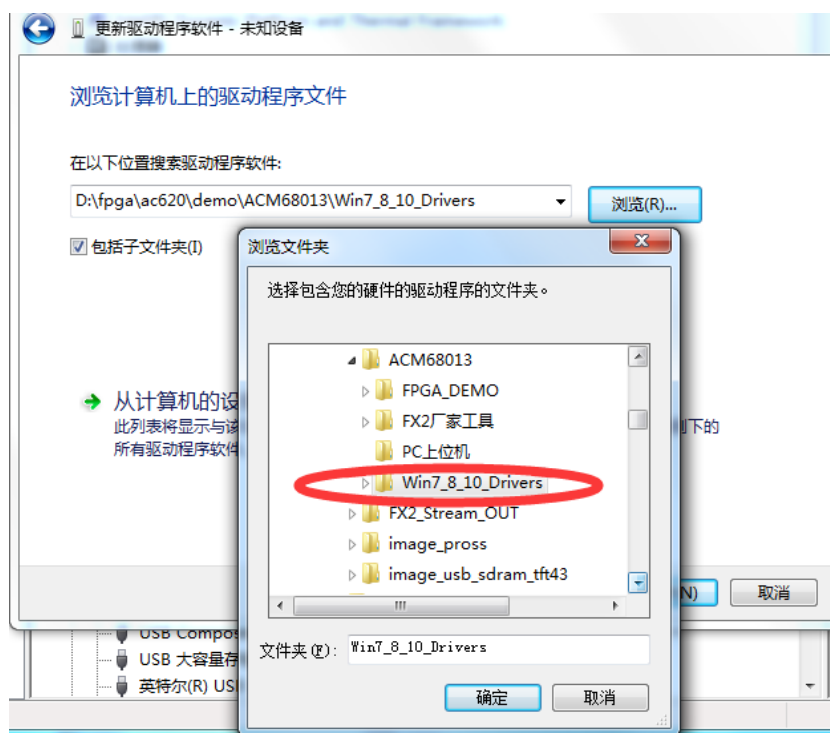 更新驱动程序软件 - 未知设备
浏览计算机上的驱动程序文件
在以下位置搜索驱动程序软件:
D:\fpga\ac620\demo\ACM68013\Win7_8_10_Drivers
浏览(R)...
包括子文件夹(I)
浏览文件夹
选择包含您的硬件的驱动程序的文件夹。
ACM68013
FPGA_DEMO
FX2厂家工具
PC上位机
Win7_8_10_Drivers
FX2_Stream_OUT
image_pross
image_usb_sdram_tft43
从计算机的设
此列表将显示与该
下的
所有驱动程序软件
N)
取消
USB Compos
USB 大容量存
英特尔(R) US
文件夹(F):
Win7_8_10_Drivers
确定
取消